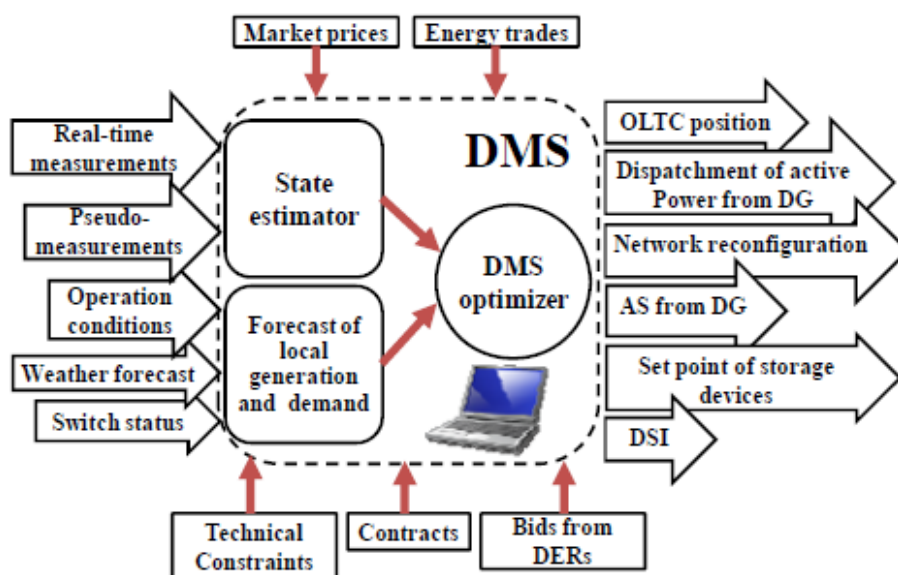 Market prices
Energy trades
Real-time
measurements
Pseudo-
measurements
Operation
conditions
Weather forecast
Switch status
DMS
State
estimator
Forecast of
local
generation
and demand
DMS
optimizer
OLTC position
Dispatchment of active
Power from DG
Network reconfiguration
AS from DG
Set point of storage
devices
DSI
Technical
Constraints
Contracts
Bids from
DERs